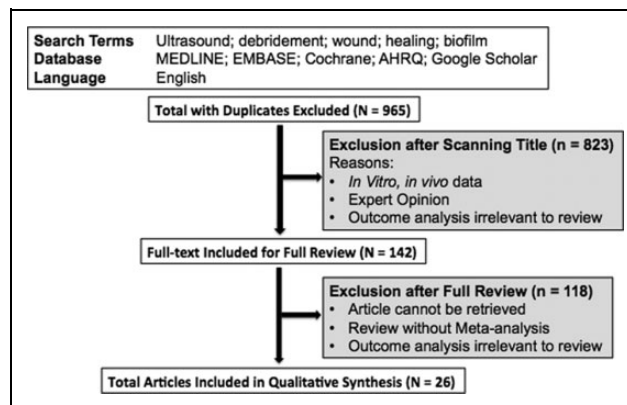 Search Terms Ultrasound; debridement; wound; healing; biofilm
Database MEDLINE; EMBASE; Cochrane; AHRQ; Google Scholar
Language English
Total with Duplicates Excluded (N = 965)
Exclusion after Scanning Title (n = 823)
Reasons:
• In Vitro, in vivo data
• Expert Opinion
• Outcome analysis irrelevant to review
Full-text Included for Full Review (N = 142)
Exclusion after Full Review (n = 118)
• Article cannot be retrieved
• Review without Meta-analysis
• Outcome analysis irrelevant to review
Total Articles Included in Qualitative Synthesis (N = 26)